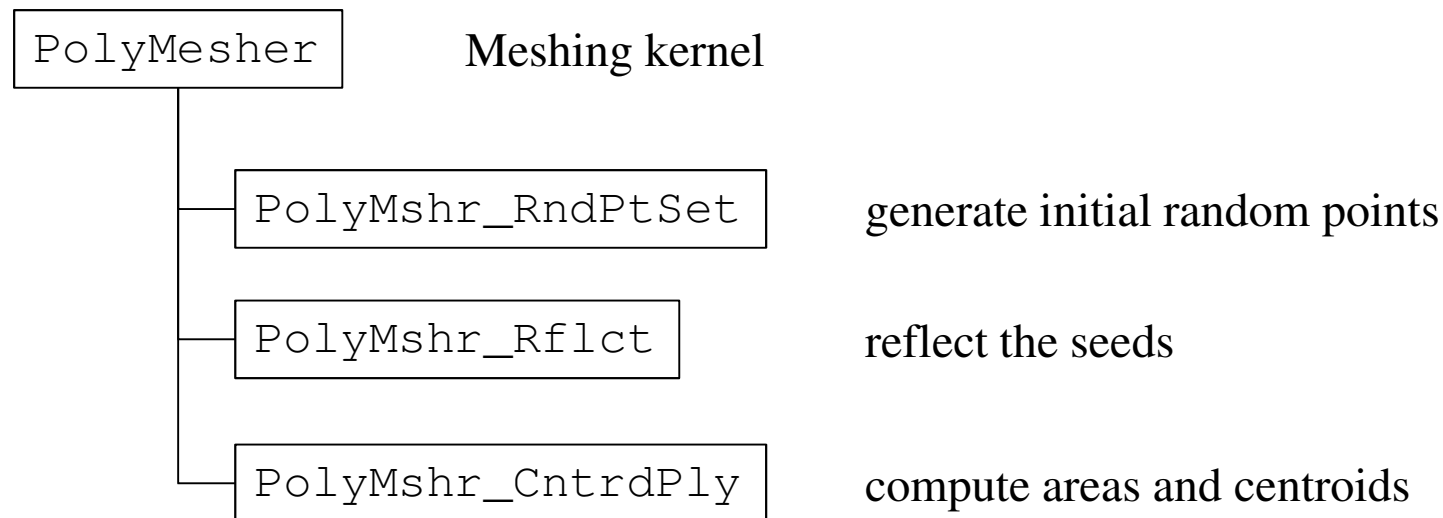 PolyMesher Meshing kernel
PolyMshr_RndPtSet generate initial random points
PolyMshr_Rflct reflect the seeds
PolyMshr_CntrdPly compute areas and centroids